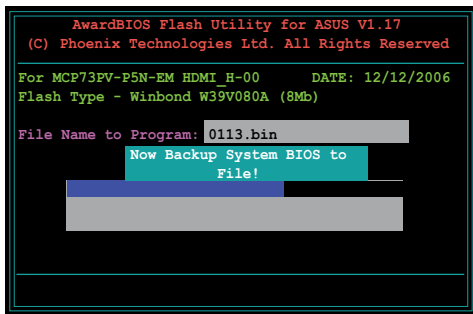 AwardBIOS Flash Utility for ASUS V1.17
(C) Phoenix Technologies Ltd. All Rights Reserved
For MCP73PV-P5N-EM HDMI_H-00 DATE: 12/12/2006
Flash Type - Winbond W39V080A (8Mb)
File Name to Program: 0113.bin
Now Backup System BIOS to
File!